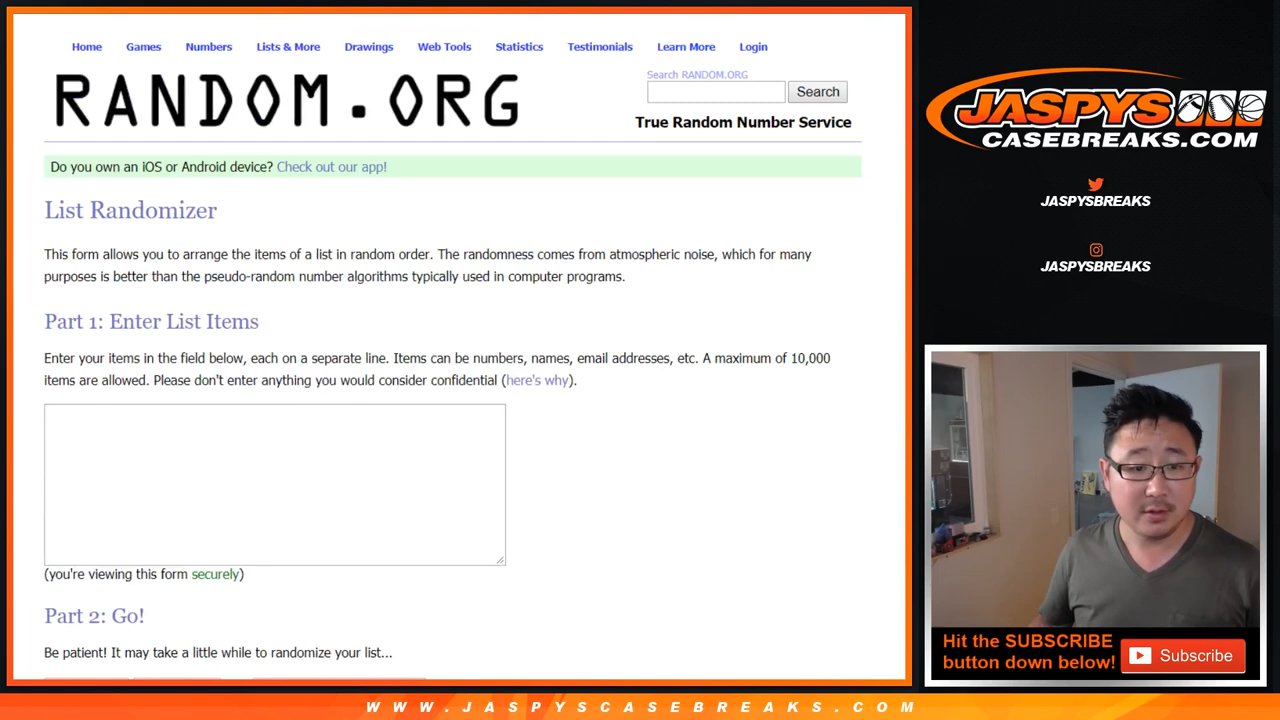 Home Games Numbers Lists & More Drawings Web Tools Statistics Testimonials Learn More Login
RANDOM.ORG
Search RANDOM.ORG
Search
True Random Number Service
Do you own an iOS or Android device? Check out our app!
List Randomizer
This form allows you to arrange the items of a list in random order. The randomness comes from atmospheric noise, which for many
purposes is better than the pseudo-random number algorithms typically used in computer programs.
Part 1: Enter List Items
Enter your items in the field below, each on a separate line. Items can be numbers, names, email addresses, etc. A maximum of 10,000
items are allowed. Please don't enter anything you would consider confidential (here's why).
(you're viewing this form securely)
Part 2: Go!
Be patient! It may take a little while to randomize your list...
JASPYS
CASEBREAKS.COM
JASPYSBREAKS
JASPYSBREAKS
Hit the SUBSCRIBE
button down below!
Subscribe
WWW.JASPYSCASEBREAKS.COM